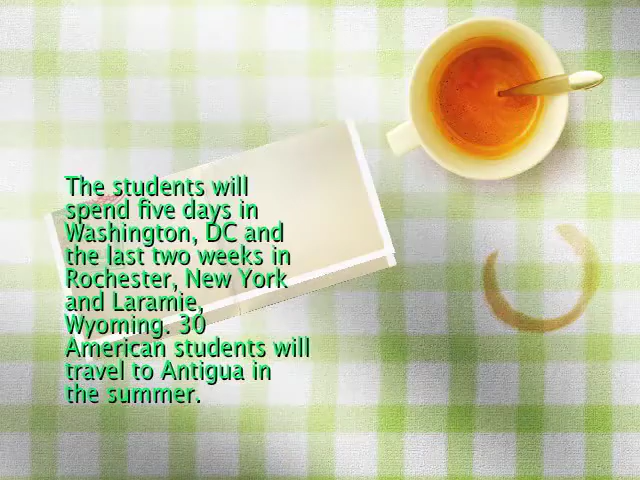 The students will
spend five days in
Washington, DC and
the last two weeks in
Rochester, New York
and Laramie,
Wyoming. 30
American students will
travel to Antigua in
the summer.